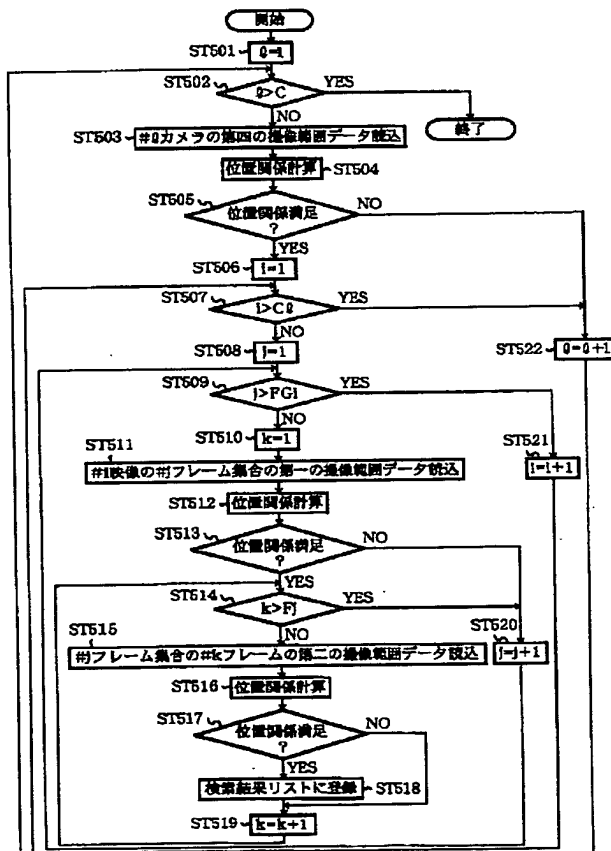 開始
ST501 ℓ=1
ST502 ℓ>C YES
NO 終了
ST503 #ℓカメラの第四の撮像範囲データ読込
位置関係計算 ST504
ST505 位置関係満足? NO
YES
ST506 i=1
ST507 i>Cℓ YES
NO
ST508 j=1 ST522 ℓ=ℓ+1
ST509 j>FGi YES
NO
ST510 k=1 ST521 i=i+1
ST511 #i映像の#jフレーム集合の第一の撮像範囲データ読込
ST512 位置関係計算
ST513 位置関係満足? NO
YES
ST514 k>Fj YES
NO
ST515 #jフレーム集合の#kフレームの第二の撮像範囲データ読込 ST520 j=j+1
ST516 位置関係計算
ST517 位置関係満足? NO
YES
検索結果リストに登録 ST518
ST519 k=k+1